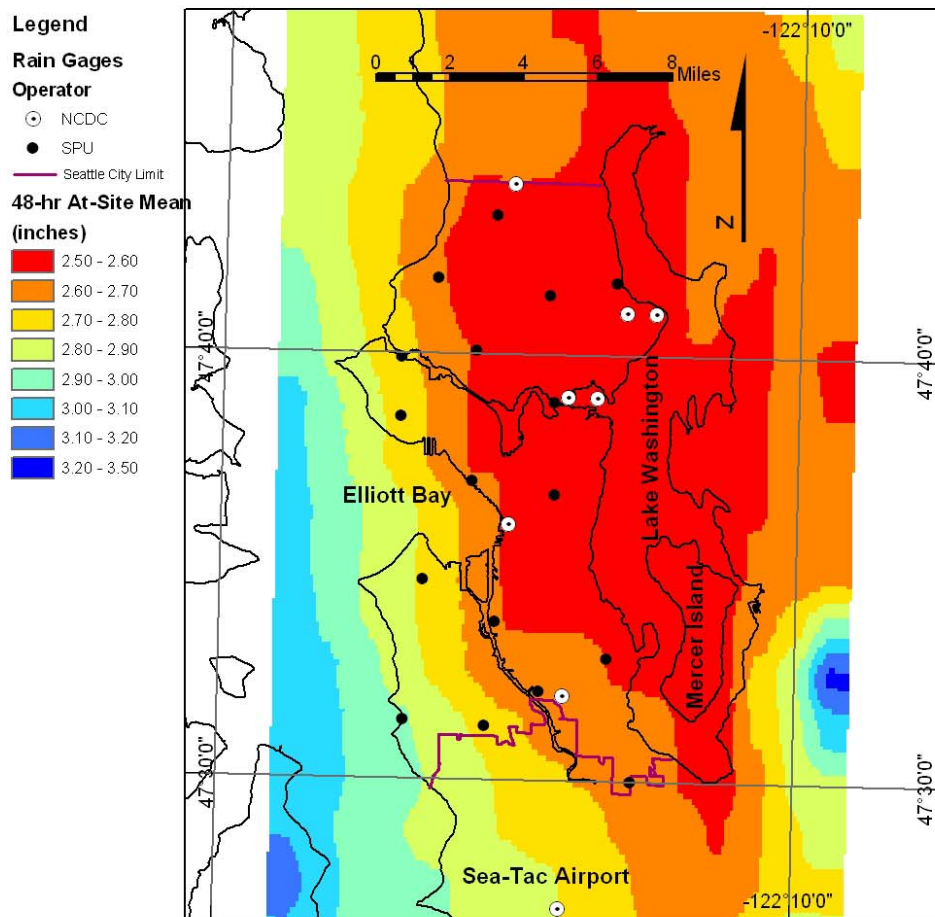 Legend
Rain Gages
Operator
NCDC
SPU
Seattle City Limit
48-hr At-Site Mean
(inches)
2.50 - 2.60
2.60 - 2.70
2.70 - 2.80
2.80 - 2.90
2.90 - 3.00
3.00 - 3.10
3.10 - 3.20
3.20 - 3.50
-122°10'0"
0 2 4 6 8
Miles
N
47°40'0"
47°40'0"
Lake Washington
Elliott Bay
Mercer Island
47°30'0"
47°30'0"
Sea-Tac Airport
-122°10'0"